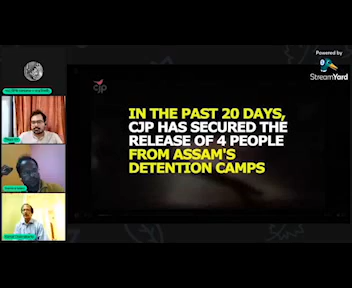 Powered by
StreamYard
cjp
IN THE PAST 20 DAYS,
CJP HAS SECURED THE
RELEASE OF 4 PEOPLE
FROM ASSAM'S
DETENTION CAMPS